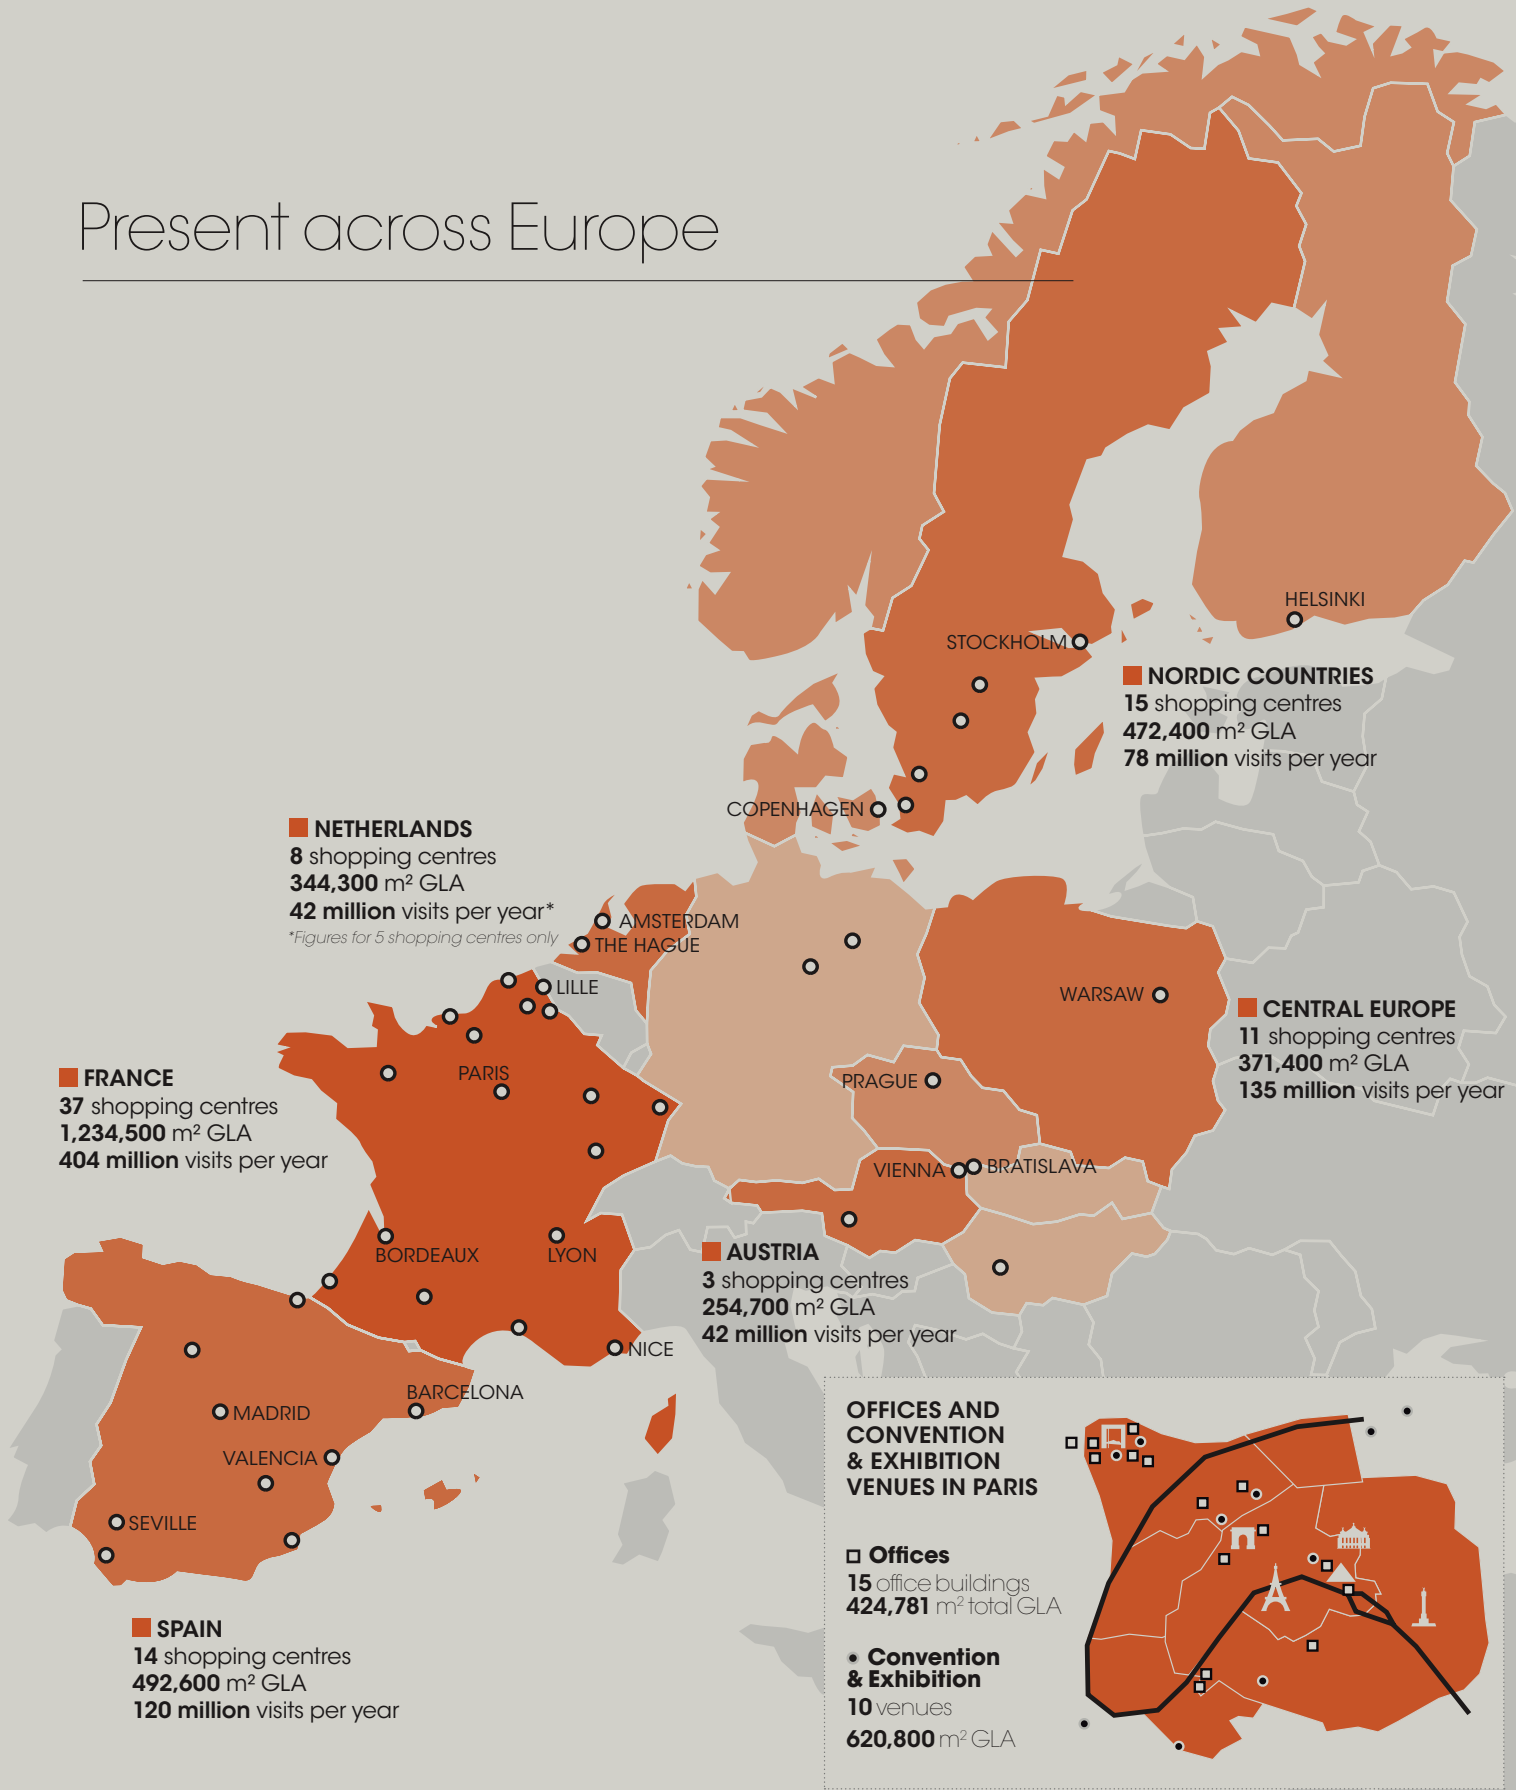 Present across Europe
HELSINKI
STOCKHOLM
NORDIC COUNTRIES
15 shopping centres
472,400 m² GLA
78 million visits per year
COPENHAGEN
NETHERLANDS
8 shopping centres
344,300 m² GLA
42 million visits per year*
*Figures for 5 shopping centres only
AMSTERDAM
THE HAGUE
LILLE
WARSAW
CENTRAL EUROPE
11 shopping centres
371,400 m² GLA
135 million visits per year
FRANCE
37 shopping centres
1,234,500 m² GLA
404 million visits per year
PARIS
PRAGUE
VIENNA
BRATISLAVA
BORDEAUX
LYON
AUSTRIA
3 shopping centres
254,700 m² GLA
42 million visits per year
NICE
BARCELONA
MADRID
VALENCIA
SEVILLE
SPAIN
14 shopping centres
492,600 m² GLA
120 million visits per year
OFFICES AND
CONVENTION
& EXHIBITION
VENUES IN PARIS
Offices
15 office buildings
424,781 m² total GLA
Convention
& Exhibition
10 venues
620,800 m² GLA